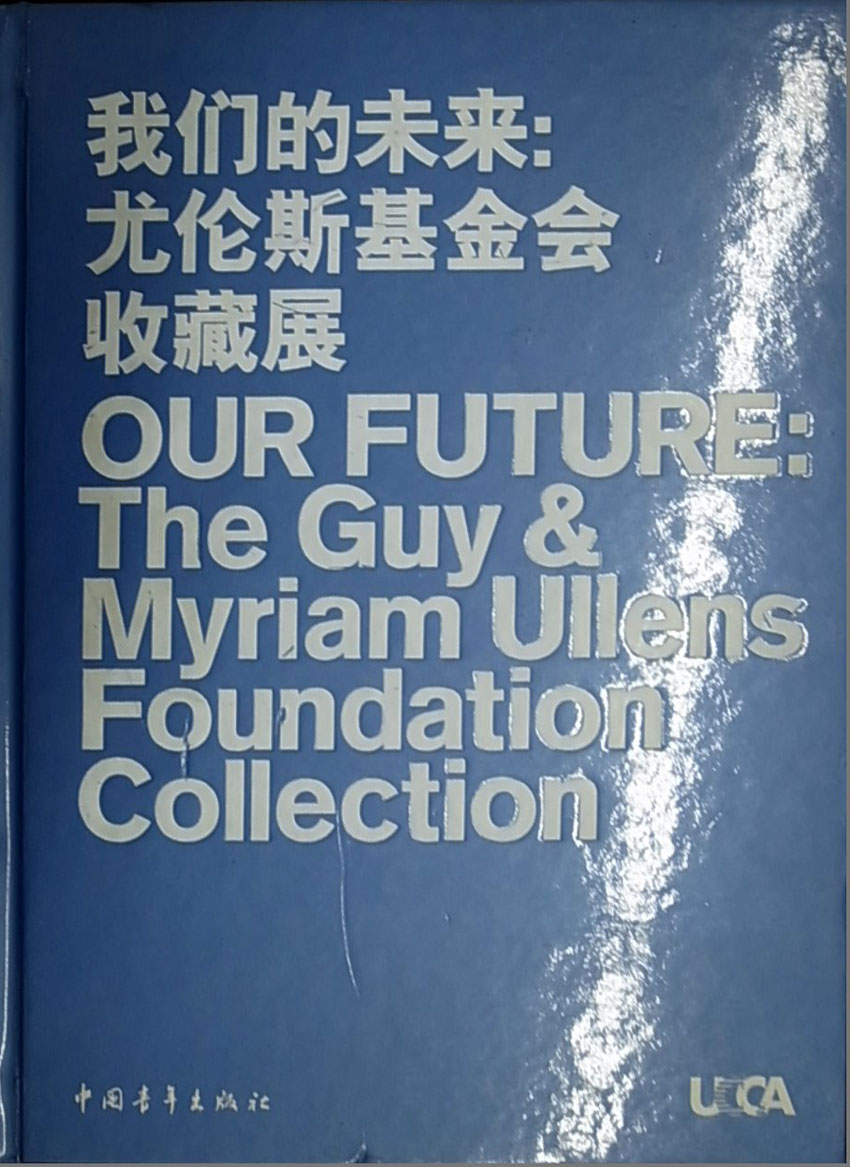 我们的未来:
尤伦斯基金会
收藏展
OUR FUTURE:
The Guy &
Myriam Ullens
Foundation
Collection
中国青年出版社
UCCA